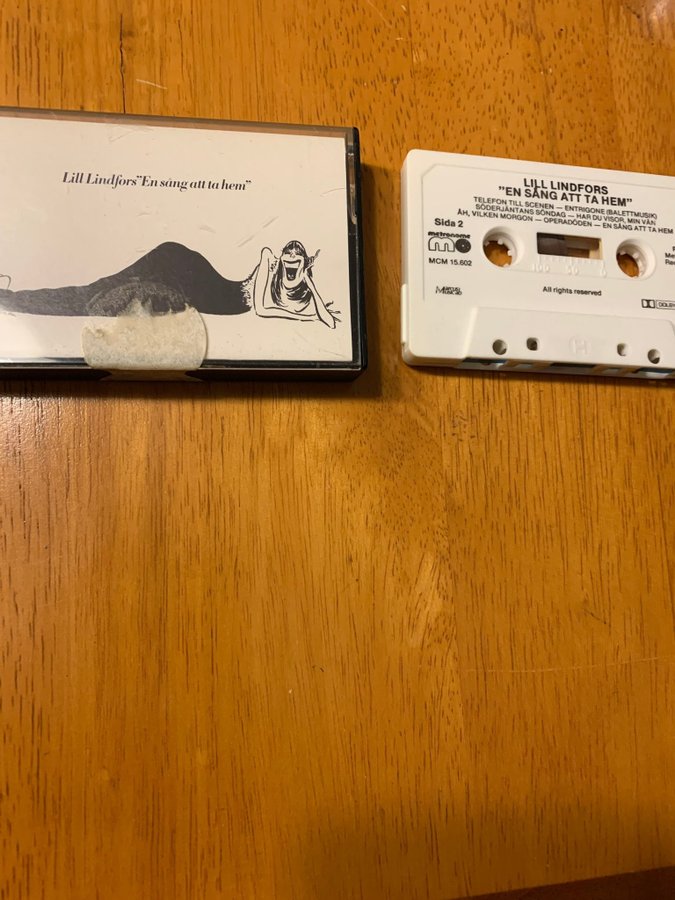 Lill Lindfors"En sång att ta hem"
LILL LINDFORS
"EN SÅNG ATT TA HEM"
TELEFON TILL SCENEN — ENTRIGONE (BALETTMUSIK)
SÖDERJÄNTANS SÖNDAG — HAR DU VISOR, MIN VÄN
ÅH, VILKEN MORGON — OPERADÖDEN — EN SÅNG ATT TA HEM
Sida 2
metronome
MCM 15.602
All rights reserved
DOLBY